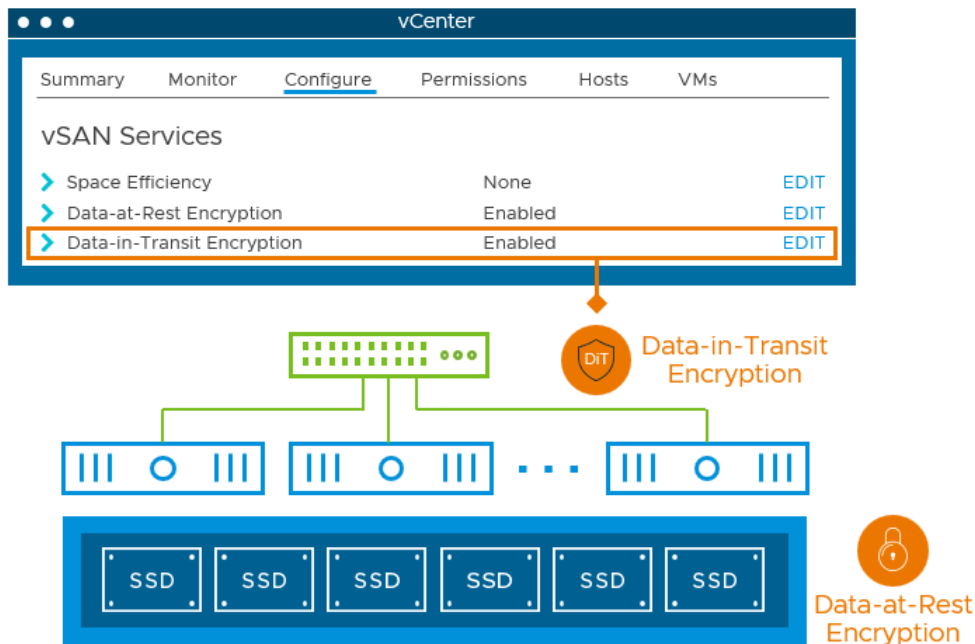 vCenter
Summary Monitor Configure Permissions Hosts VMs
vSAN Services
Space Efficiency None EDIT
Data-at-Rest Encryption Enabled EDIT
Data-in-Transit Encryption Enabled EDIT
DiT
Data-in-Transit
Encryption
SSD SSD SSD SSD SSD SSD
Data-at-Rest
Encryption